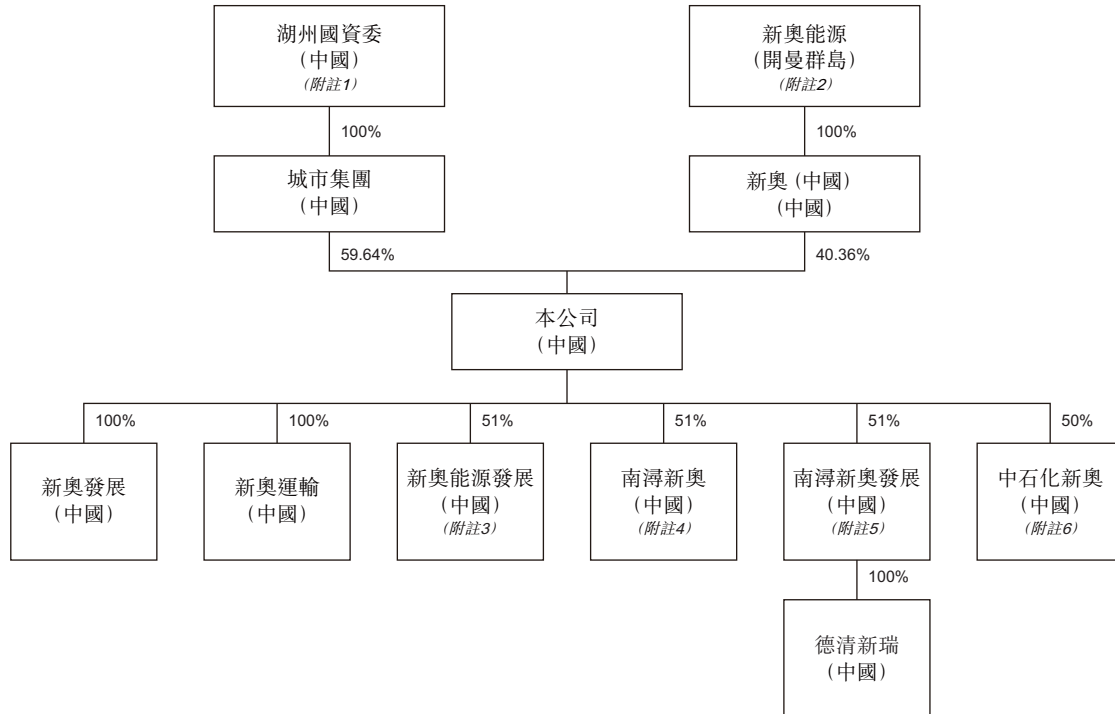 湖州國資委
（中國）
（附註1）
新奧能源
（開曼群島）
（附註2）
100%
100%
城市集團
（中國）
新奧（中國）
（中國）
59.64%
40.36%
本公司
（中國）
100%
100%
51%
51%
51%
50%
新奧發展
（中國）
新奧運輸
（中國）
新奧能源發展
（中國）
（附註3）
南潯新奧
（中國）
（附註4）
南潯新奧發展
（中國）
（附註5）
中石化新奧
（中國）
（附註6）
100%
德清新瑞
（中國）